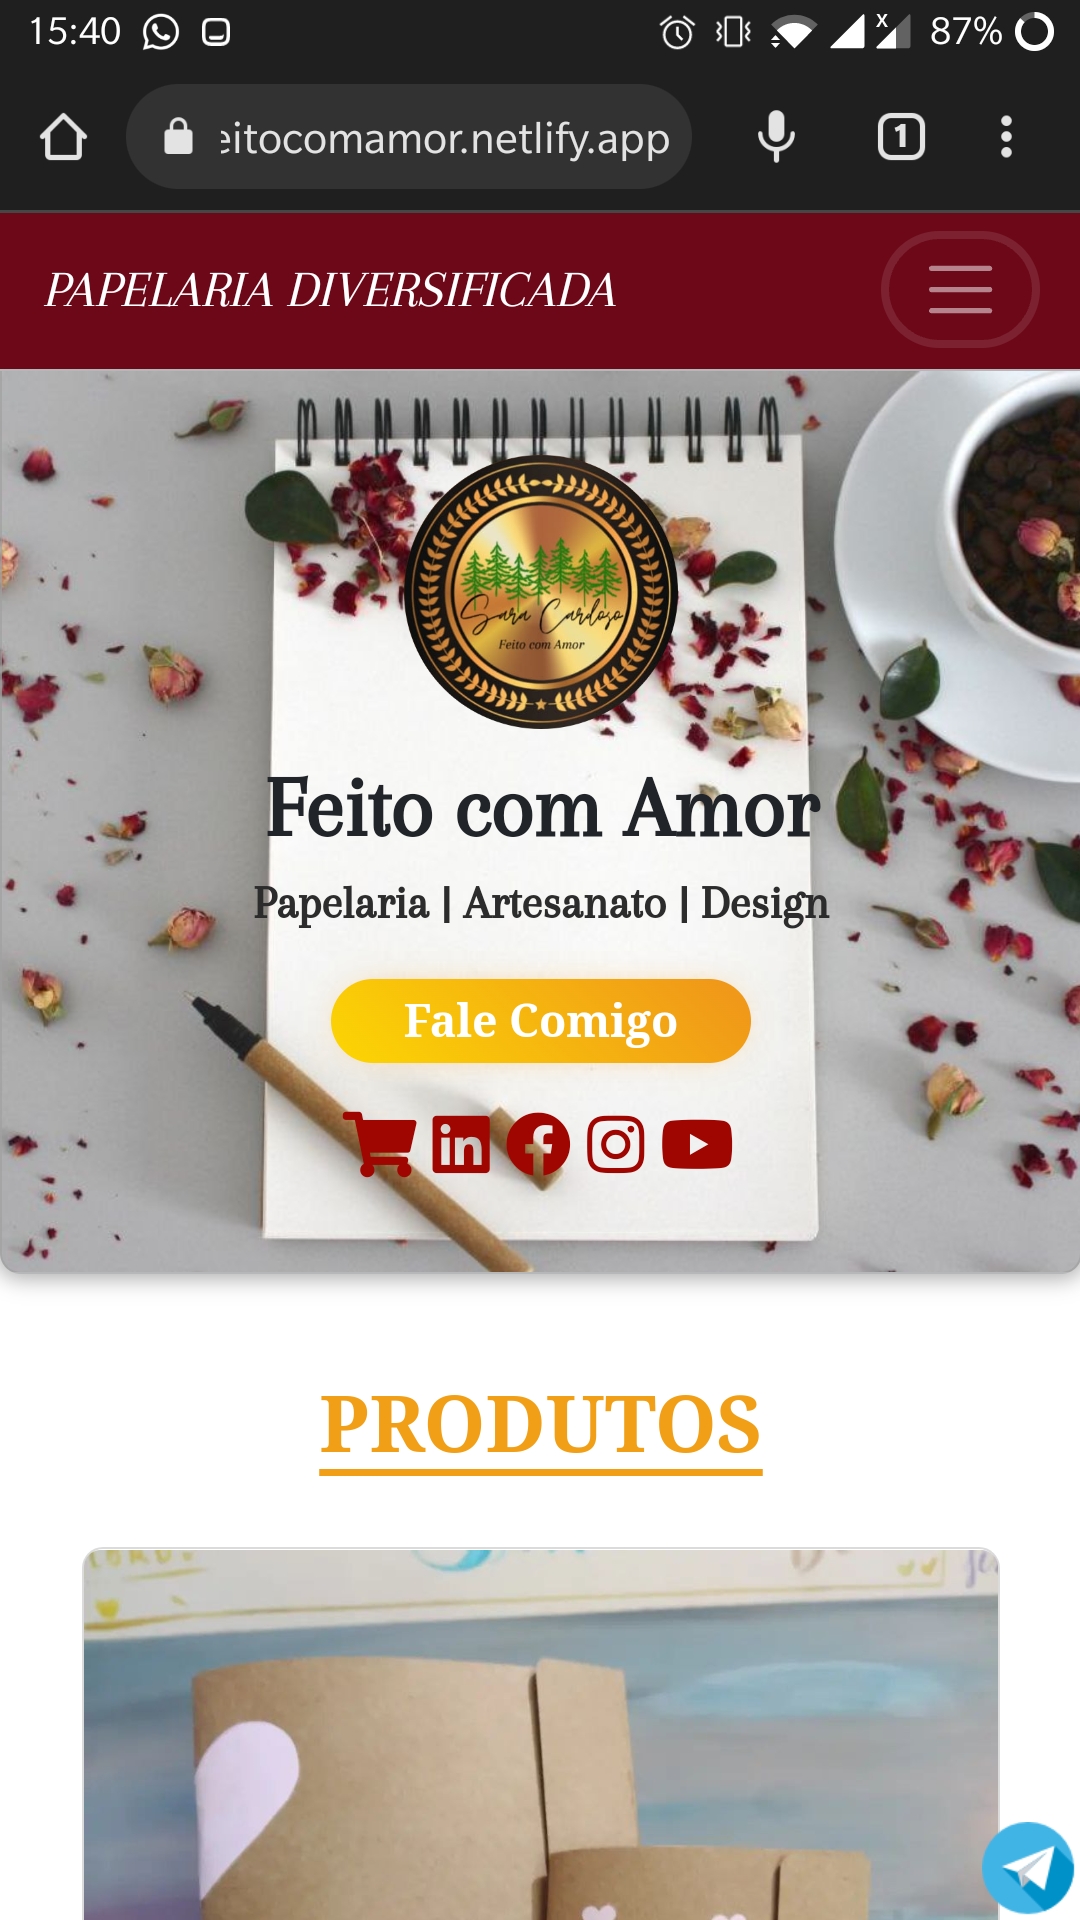 15:40
87%
eitocomamor.netlify.app
1
PAPELARIA DIVERSIFICADA
Sara Cardoso
Feito com Amor
Feito com Amor
Papelaria | Artesanato | Design
Fale Comigo
in
PRODUTOS